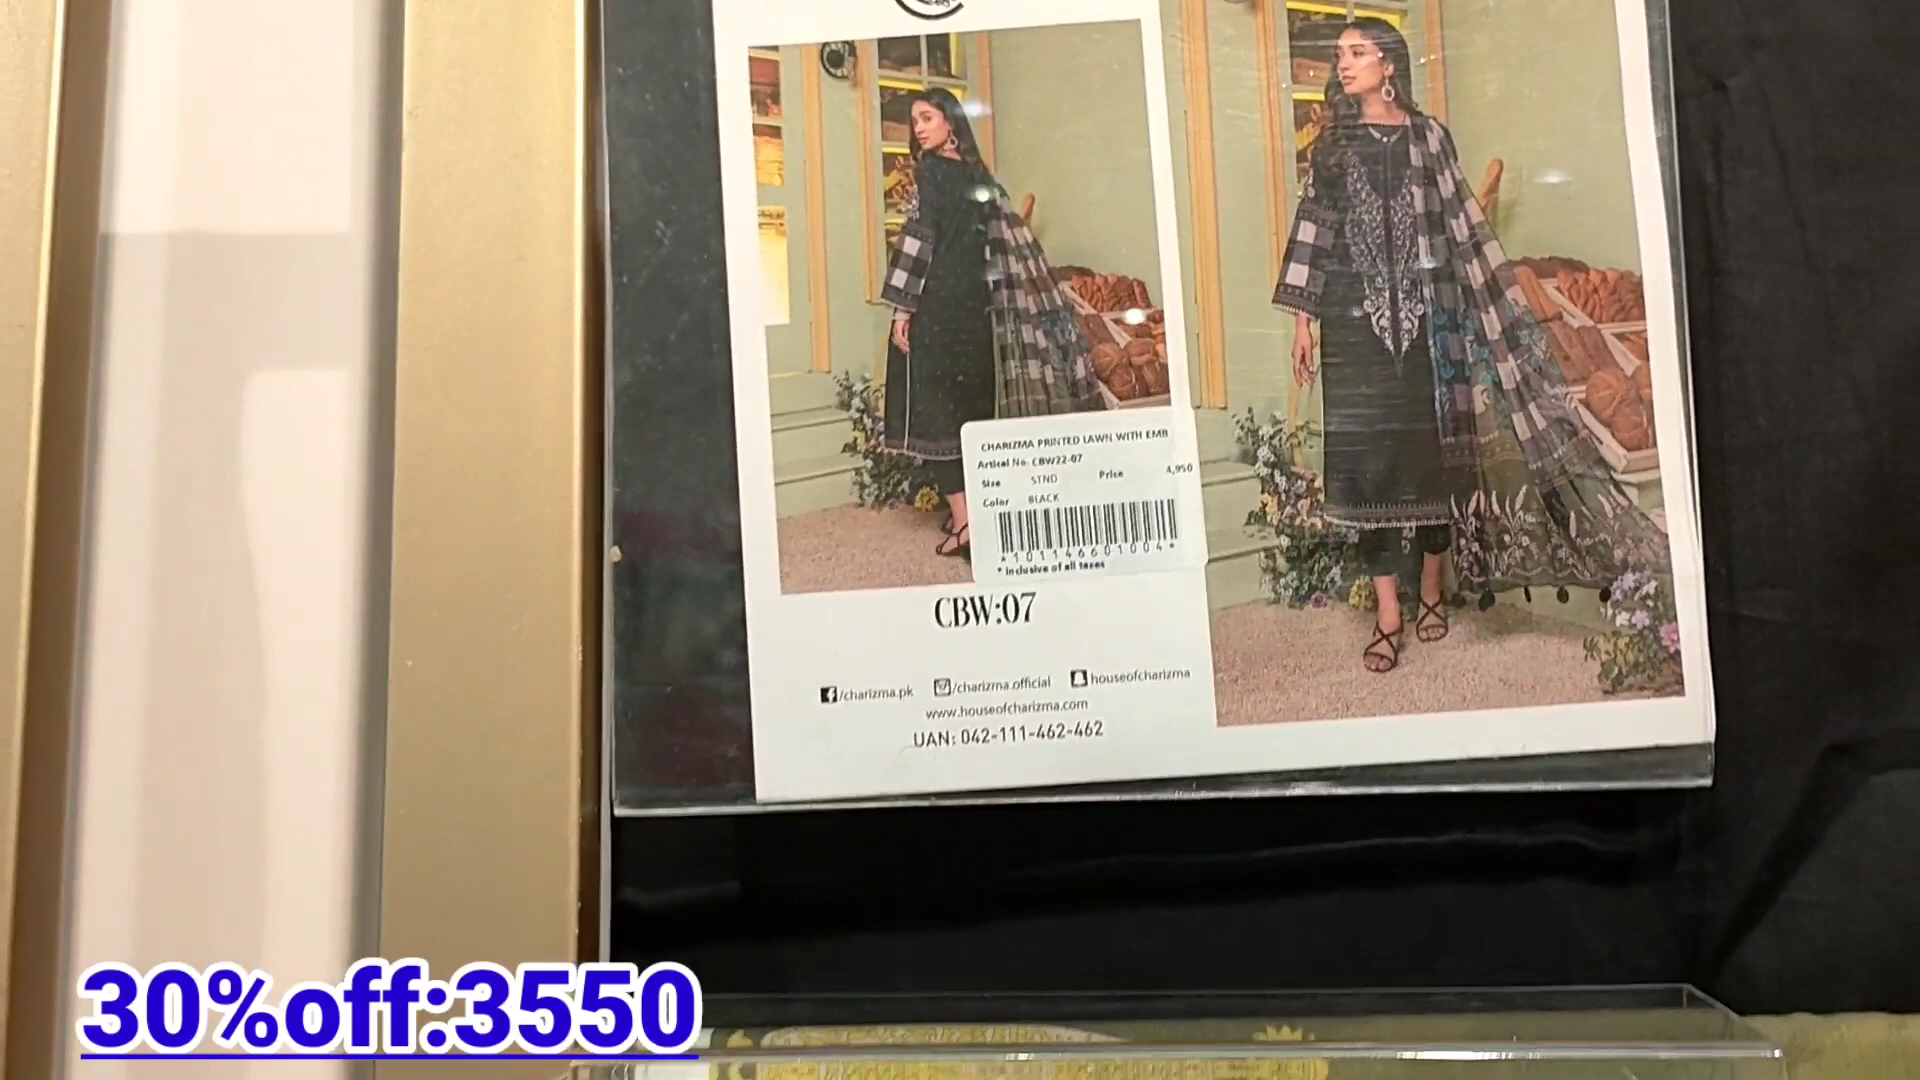 CHARIZMA PRINTED LAWN WITH EMB
Artical No. CBW22-07
Size STND Price 4,950
Color BLACK
*101146601004*
* Inclusive of all taxes
CBW:07
/charizma.pk /charizma.official houseofcharizma
www.houseofcharizma.com
UAN: 042-111-462-462
30%off:3550